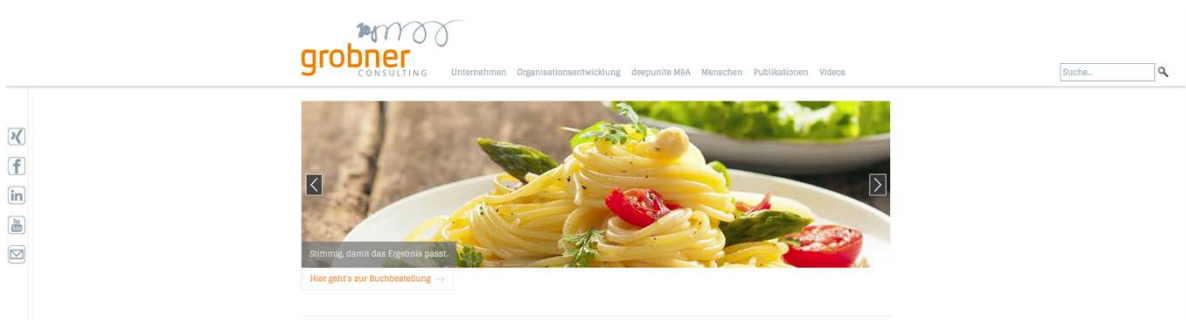 grobner
CONSULTING
Unternehmen Organisationsentwicklung deepunite M&A Menschen Publikationen Videos
Suche...
Stimmig, damit das Ergebnis passt.
Hier geht's zur Buchbestellung →